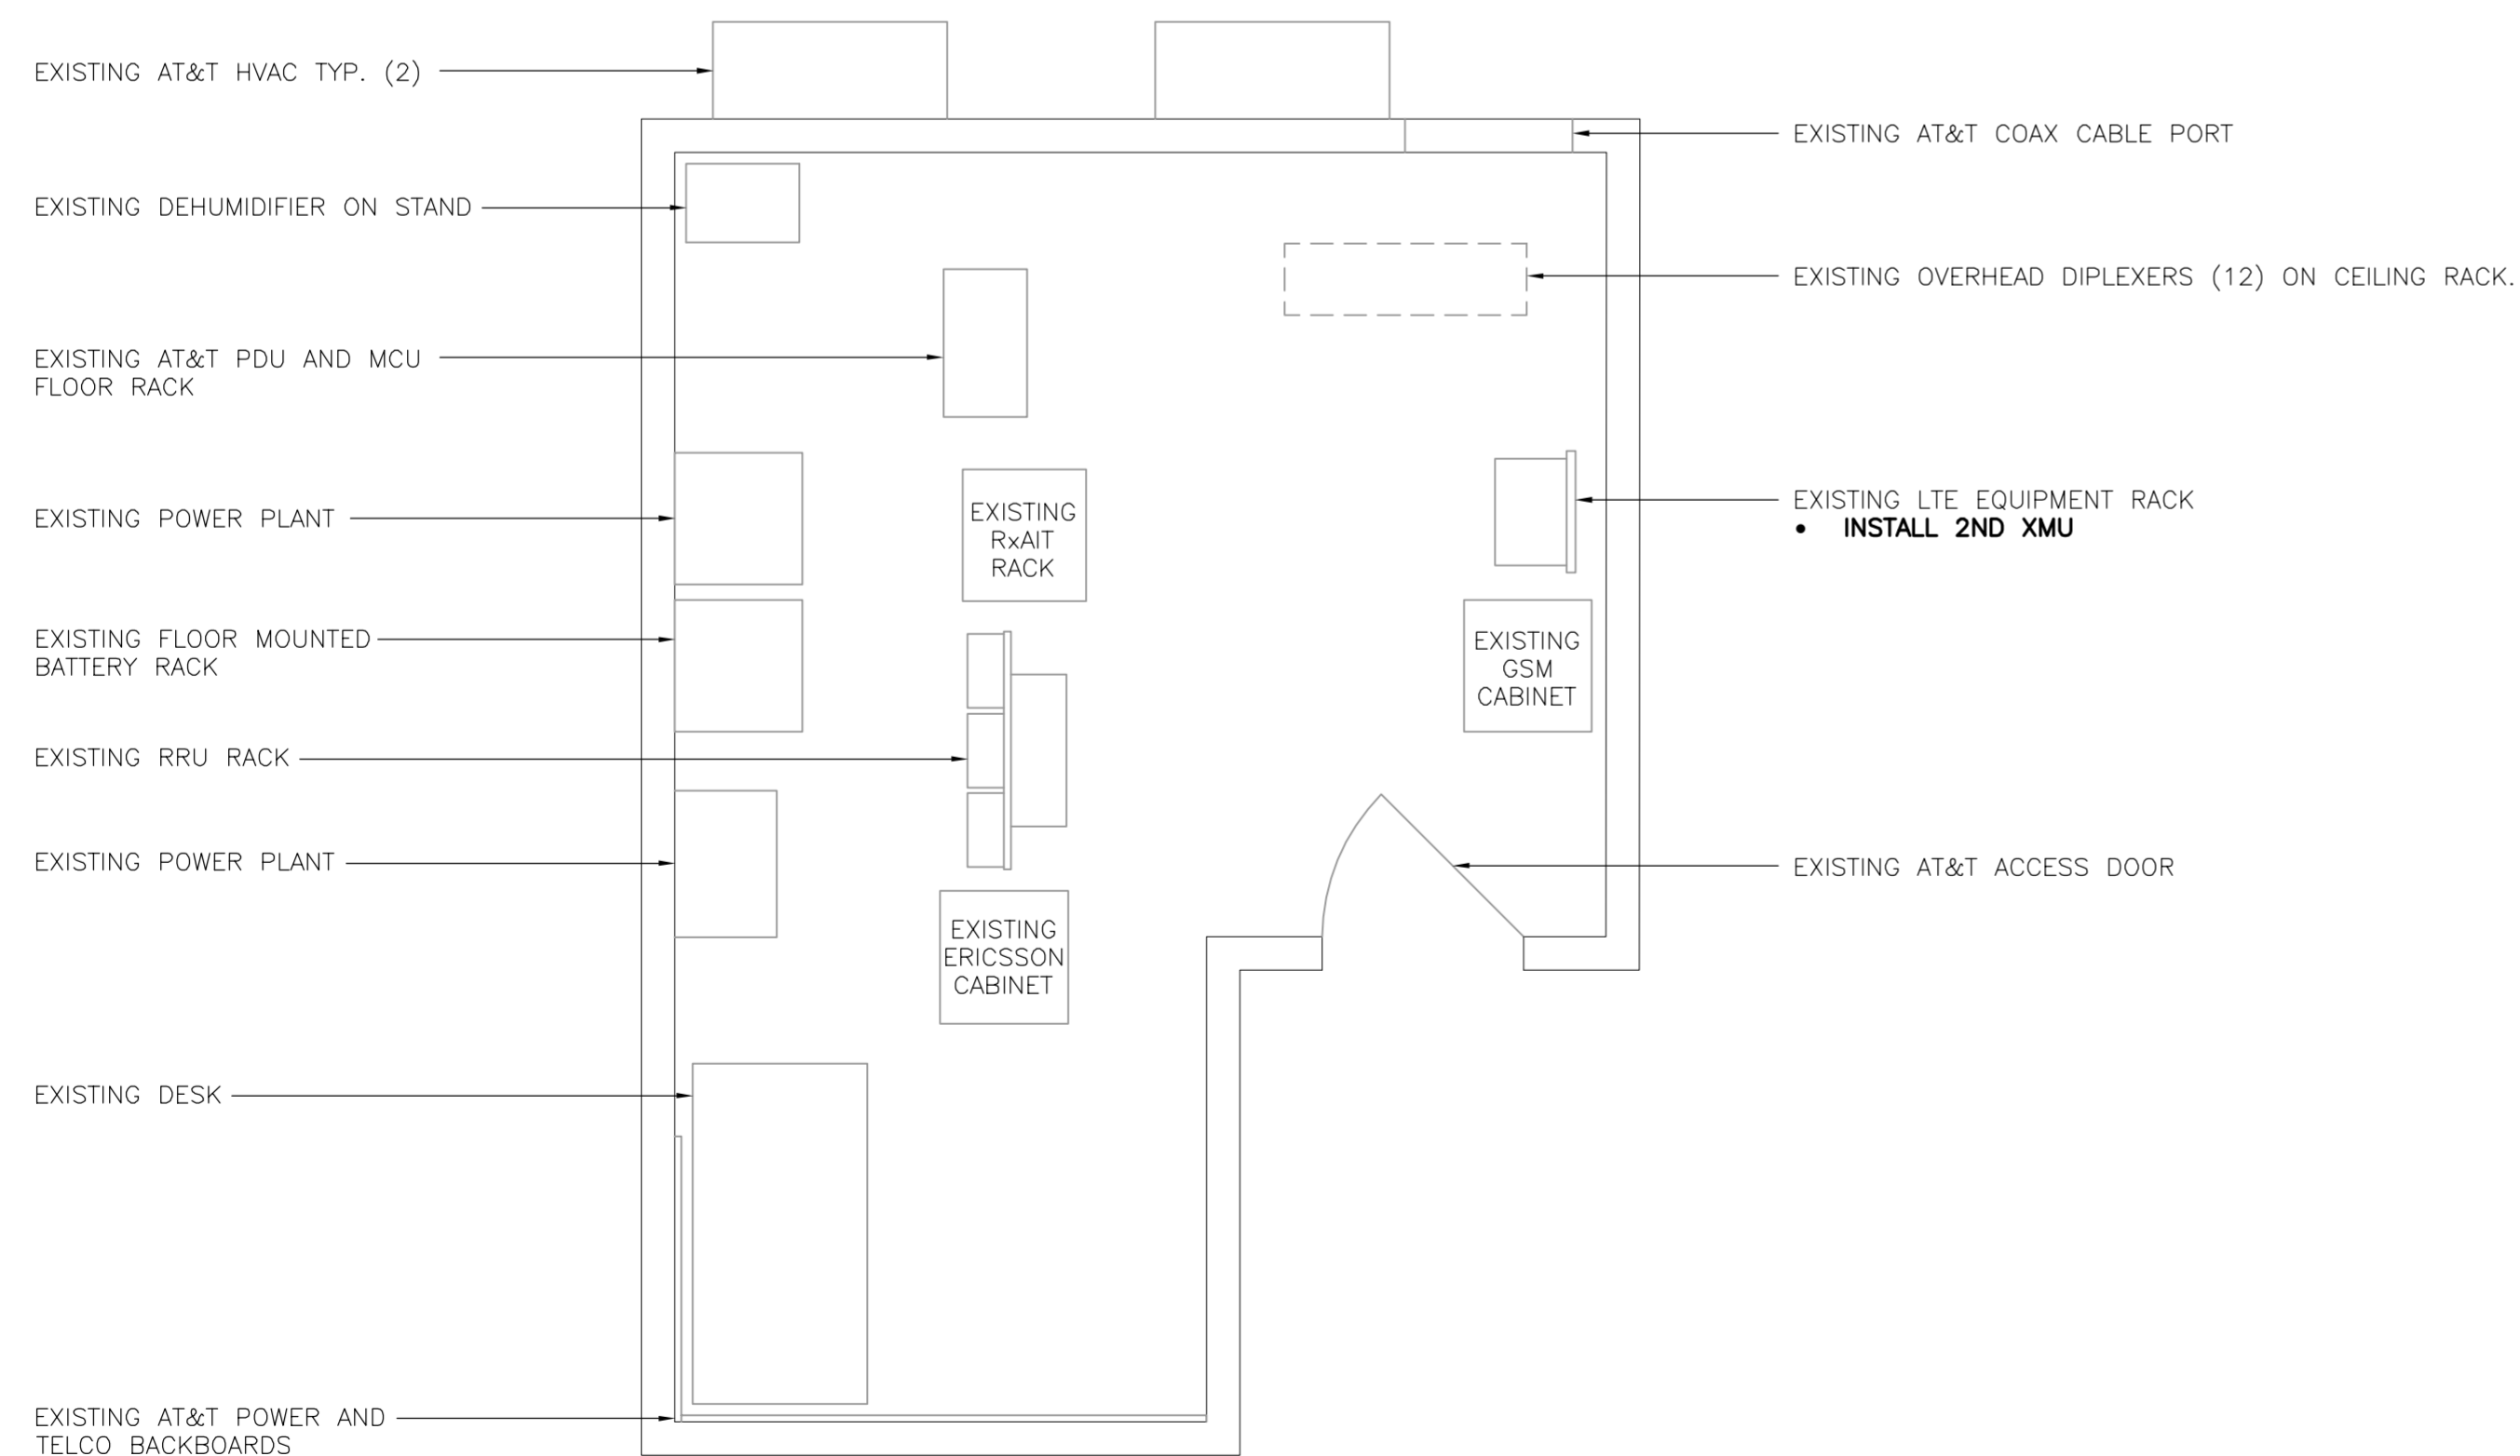 EXISTING AT&T HVAC TYP. (2)
EXISTING DEHUMIDIFIER ON STAND
EXISTING AT&T PDU AND MCU
FLOOR RACK
EXISTING POWER PLANT
EXISTING FLOOR MOUNTED
BATTERY RACK
EXISTING RRU RACK
EXISTING POWER PLANT
EXISTING DESK
EXISTING AT&T POWER AND
TELCO BACKBOARDS
EXISTING
RxAIT
RACK
EXISTING
ERICSSON
CABINET
EXISTING
GSM
CABINET
EXISTING AT&T COAX CABLE PORT
EXISTING OVERHEAD DIPLEXERS (12) ON CEILING RACK.
EXISTING LTE EQUIPMENT RACK
• INSTALL 2ND XMU
EXISTING AT&T ACCESS DOOR